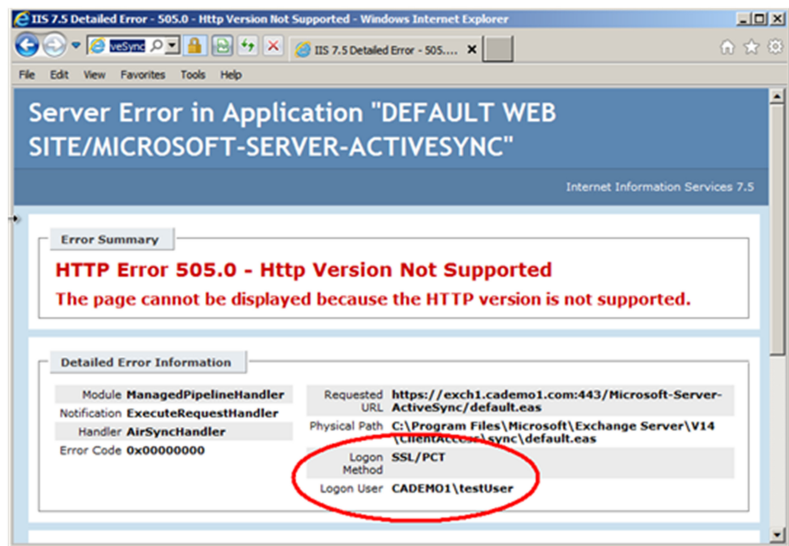 IIS 7.5 Detailed Error - 505.0 - Http Version Not Supported - Windows Internet Explorer
veSync
IIS 7.5 Detailed Error - 505....
File Edit View Favorites Tools Help
Server Error in Application "DEFAULT WEB
SITE/MICROSOFT-SERVER-ACTIVESYNC"
Internet Information Services 7.5
Error Summary
HTTP Error 505.0 - Http Version Not Supported
The page cannot be displayed because the HTTP version is not supported.
Detailed Error Information
Module ManagedPipelineHandler
Notification ExecuteRequestHandler
Handler AirSyncHandler
Error Code 0x00000000
Requested URL https://exch1.cademo1.com:443/Microsoft-Server-
ActiveSync/default.eas
Physical Path C:\Program Files\Microsoft\Exchange Server\V14
\ClientAccess\sync\default.eas
Logon Method SSL/PCT
Logon User CADEMO1\testUser